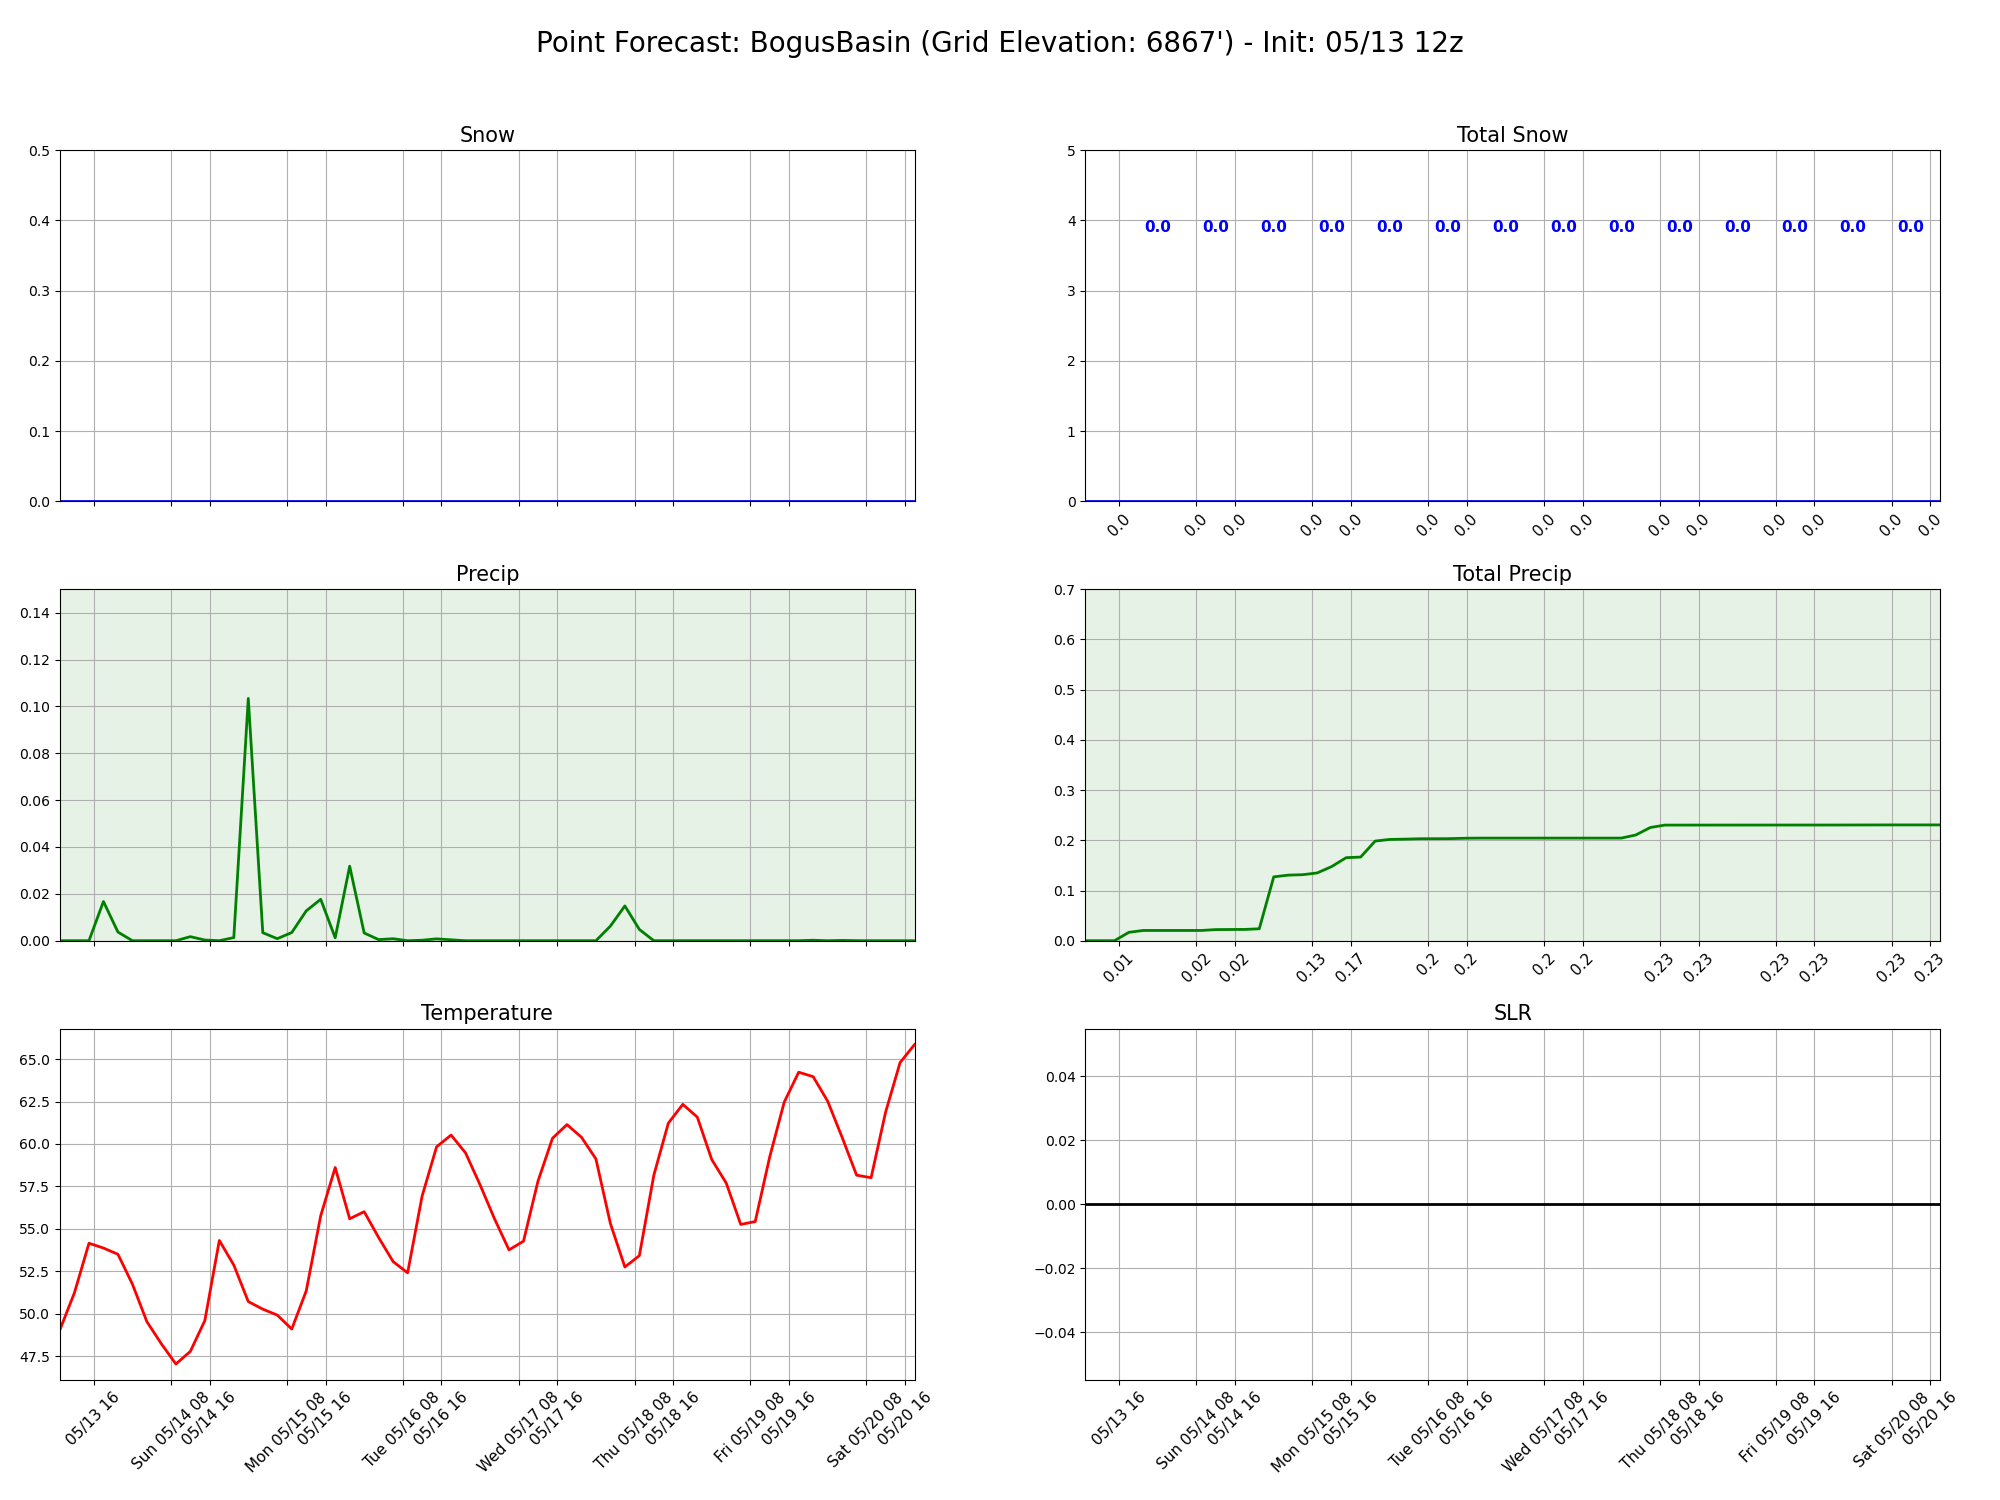 Point Forecast: BogusBasin (Grid Elevation: 6867') - Init: 05/13 12z
Snow
0.5
0.4
0.3
0.2
0.1
0.0
Total Snow
5
4
3
2
1
0
0.0 0.0 0.0 0.0 0.0 0.0 0.0 0.0 0.0 0.0 0.0 0.0 0.0 0.0
0.0 0.0 0.0 0.0 0.0 0.0 0.0 0.0 0.0 0.0 0.0 0.0 0.0 0.0 0.0
Precip
0.14
0.12
0.10
0.08
0.06
0.04
0.02
0.00
Total Precip
0.7
0.6
0.5
0.4
0.3
0.2
0.1
0.0
0.01 0.02 0.02 0.13 0.17 0.2 0.2 0.2 0.2 0.23 0.23 0.23 0.23 0.23 0.23
Temperature
65.0
62.5
60.0
57.5
55.0
52.5
50.0
47.5
05/13 16
Sun 05/14 08
05/14 16
Mon 05/15 08
05/15 16
Tue 05/16 08
05/16 16
Wed 05/17 08
05/17 16
Thu 05/18 08
05/18 16
Fri 05/19 08
05/19 16
Sat 05/20 08
05/20 16
SLR
0.04
0.02
0.00
−0.02
−0.04
05/13 16
Sun 05/14 08
05/14 16
Mon 05/15 08
05/15 16
Tue 05/16 08
05/16 16
Wed 05/17 08
05/17 16
Thu 05/18 08
05/18 16
Fri 05/19 08
05/19 16
Sat 05/20 08
05/20 16